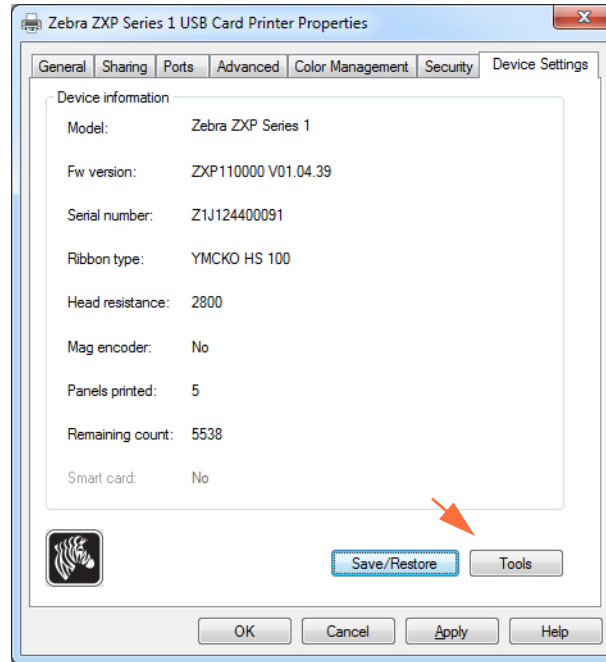 Zebra ZXP Series 1 USB Card Printer Properties
General Sharing Ports Advanced Color Management Security Device Settings
Device information
Model: Zebra ZXP Series 1
Fw version: ZXP110000 V01.04.39
Serial number: Z1J124400091
Ribbon type: YMCKO HS 100
Head resistance: 2800
Mag encoder: No
Panels printed: 5
Remaining count: 5538
Smart card: No
Save/Restore Tools
OK Cancel Apply Help